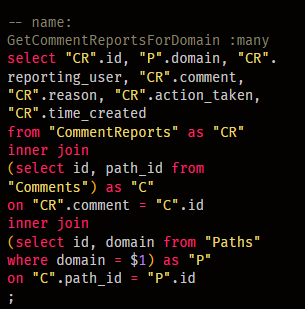 -- name:
GetCommentReportsForDomain :many
select "CR".id, "P".domain, "CR".
reporting_user, "CR".comment,
"CR".reason, "CR".action_taken,
"CR".time_created
from "CommentReports" as "CR"
inner join
(select id, path_id from
"Comments") as "C"
on "CR".comment = "C".id
inner join
(select id, domain from "Paths"
where domain = $1) as "P"
on "C".path_id = "P".id
;